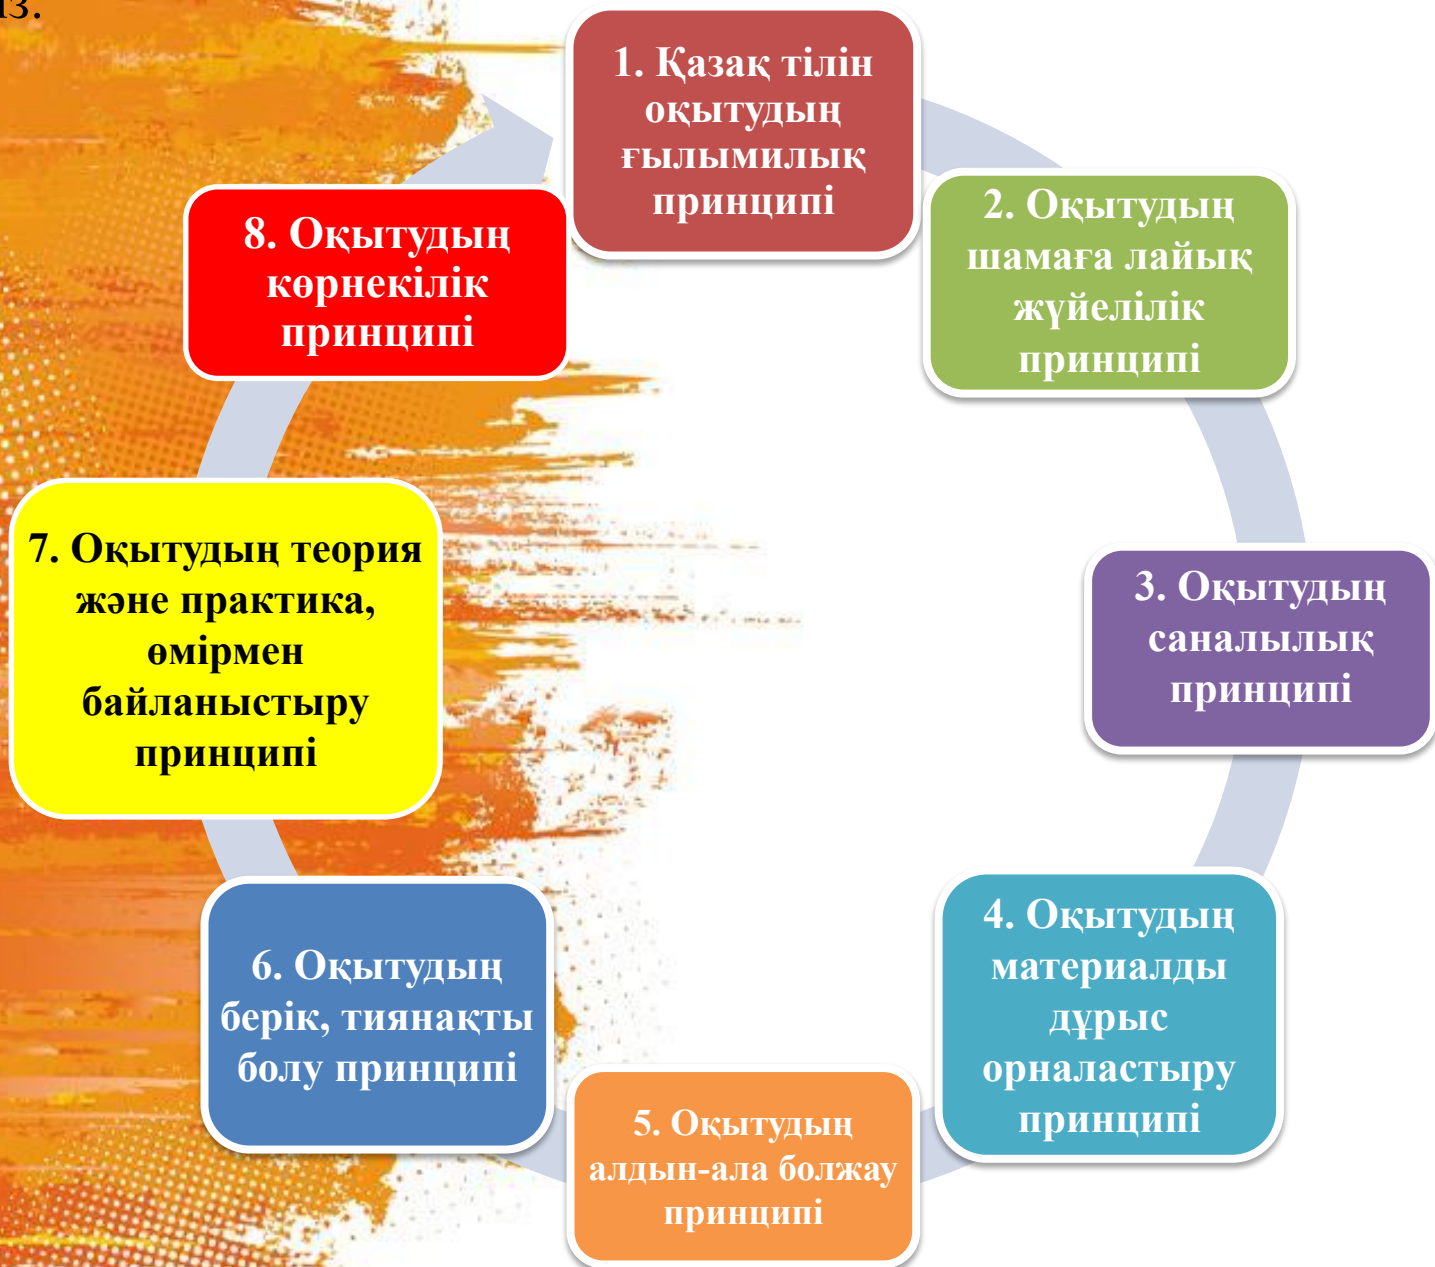 1. Қазақ тілін
оқытудың
ғылымилық
принципі
2. Оқытудың
шамаға лайық
жүйелілік
принципі
3. Оқытудың
саналылық
принципі
4. Оқытудың
материалды
дұрыс
орналастыру
принципі
5. Оқытудың
алдын-ала болжау
принципі
6. Оқытудың
берік, тиянақты
болу принципі
7. Оқытудың теория
және практика,
өмірмен
байланыстыру
принципі
8. Оқытудың
көрнекілік
принципі